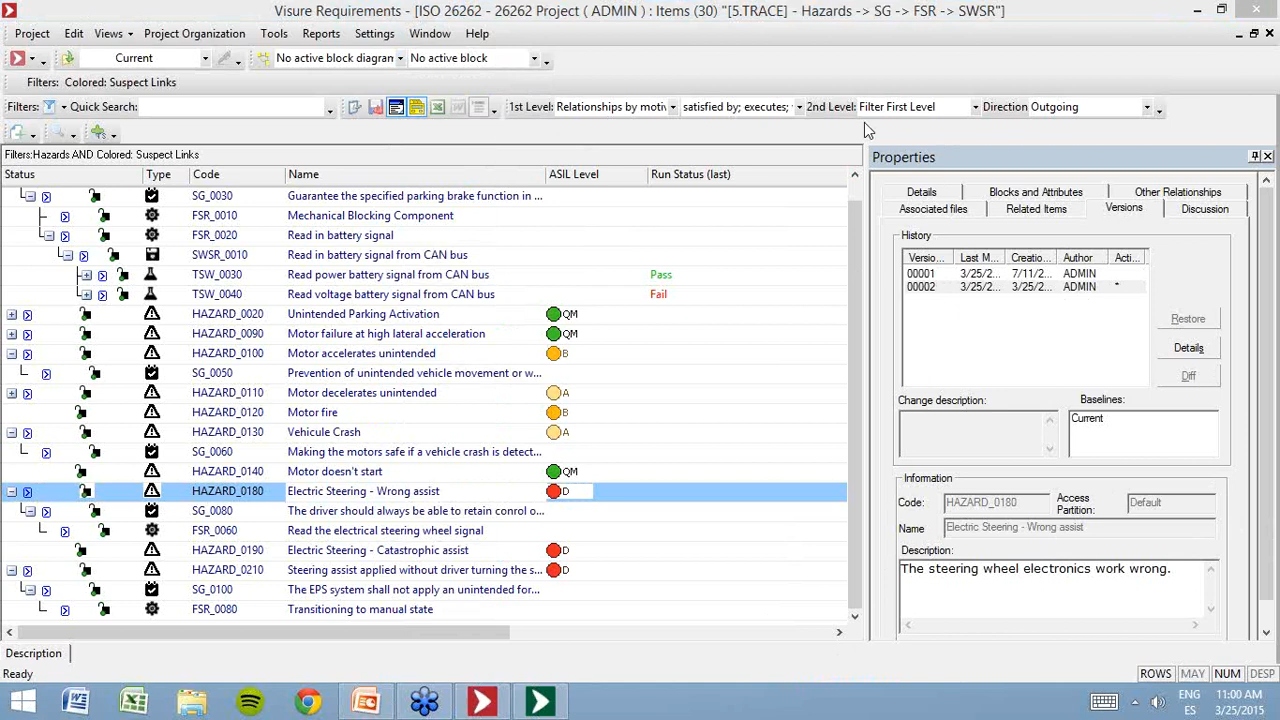 Visure Requirements - [ISO 26262 - 26262 Project ( ADMIN ) : Items (33) "[5.TRACE] - Hazards -> SG -> FSR -> SWSR"]
Project Edit Views Project Organization Tools Reports Settings Window Help
Current No active block diagran No active block
Filters: Colored: Suspect Links
Filters: Quick Search: 1st Level: Relationships by motiv satisfied by; executes; 2nd Level: Filter First Level Direction Outgoing
Filters:Hazards AND Colored: Suspect Links
Status Type Code Name ASIL Level Run Status (last)
SG_0030 Guarantee the specified parking brake function in ...
FSR_0010 Mechanical Blocking Component
FSR_0020 Read in battery signal
SWSR_0010 Read in battery signal from CAN bus
TSW_0030 Read power battery signal from CAN bus Pass
TSW_0040 Read voltage battery signal from CAN bus Fail
HAZARD_0020 Unintended Parking Activation QM
HAZARD_0090 Motor failure at high lateral acceleration QM
HAZARD_0100 Motor accelerates unintended B
SG_0050 Prevention of unintended vehicle movement or w...
HAZARD_0110 Motor decelerates unintended A
HAZARD_0120 Motor fire B
HAZARD_0130 Vehicule Crash A
SG_0060 Making the motors safe if a vehicle crash is detect...
HAZARD_0140 Motor doesn't start QM
HAZARD_0180 Electric Steering - Wrong assist D
SG_0080 The driver should always be able to retain conrol o...
FSR_0060 Read the electrical steering wheel signal
HAZARD_0190 Electric Steering - Catastrophic assist D
HAZARD_0210 Steering assist applied without driver turning the s... D
SG_0100 The EPS system shall not apply an unintended for...
FSR_0080 Transitioning to manual state
Description
Ready
Properties
Details Blocks and Attributes Other Relationships
Associated files Related Items Versions Discussion
History
Versio... Last M... Creatio... Author Acti...
00001 3/25/2... 7/11/2... ADMIN
00002 3/25/2... 3/25/2... ADMIN *
Restore
Details
Diff
Change description: Baselines:
Current
Information
Code: HAZARD_0180 Access Partition: Default
Name Electric Steering - Wrong assist
Description:
The steering wheel electronics work wrong.
ROWS MAY NUM DESP
ENG 11:00 AM
ES 3/25/2015